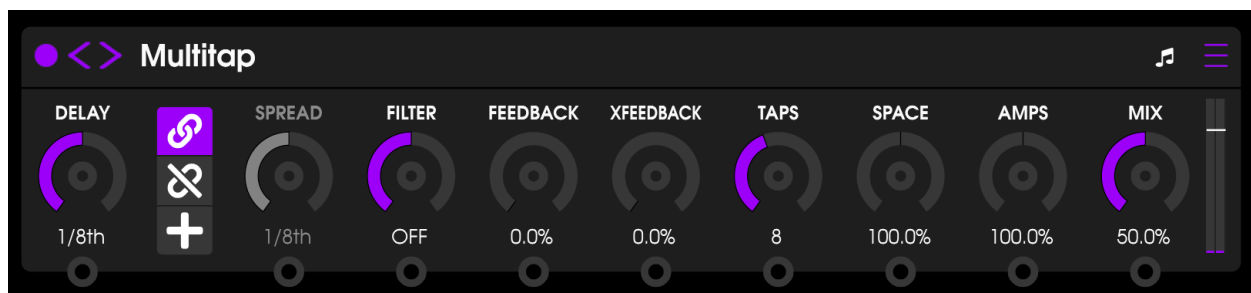 Multitap
DELAY SPREAD FILTER FEEDBACK XFEEDBACK TAPS SPACE AMPS MIX
1/8th 1/8th OFF 0.0% 0.0% 8 100.0% 100.0% 50.0%